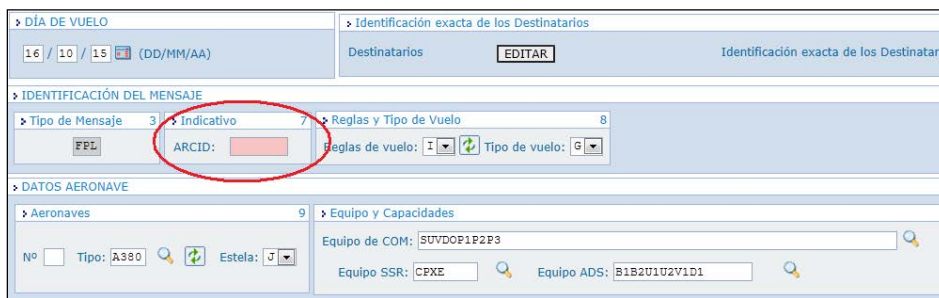 DÍA DE VUELO
16 / 10 / 15 (DD/MM/AA)
Identificación exacta de los Destinatarios
Destinatarios EDITAR Identificación exacta de los Destinatar
IDENTIFICACIÓN DEL MENSAJE
Tipo de Mensaje 3
FPL
Indicativo 7
ARCID:
Reglas y Tipo de Vuelo 8
Reglas de vuelo: I Tipo de vuelo: G
DATOS AERONAVE
Aeronaves 9
Nº Tipo: A380 Estela: J
Equipo y Capacidades
Equipo de COM: SUVDOP1P2P3
Equipo SSR: CPXE Equipo ADS: B1B2U1U2V1D1